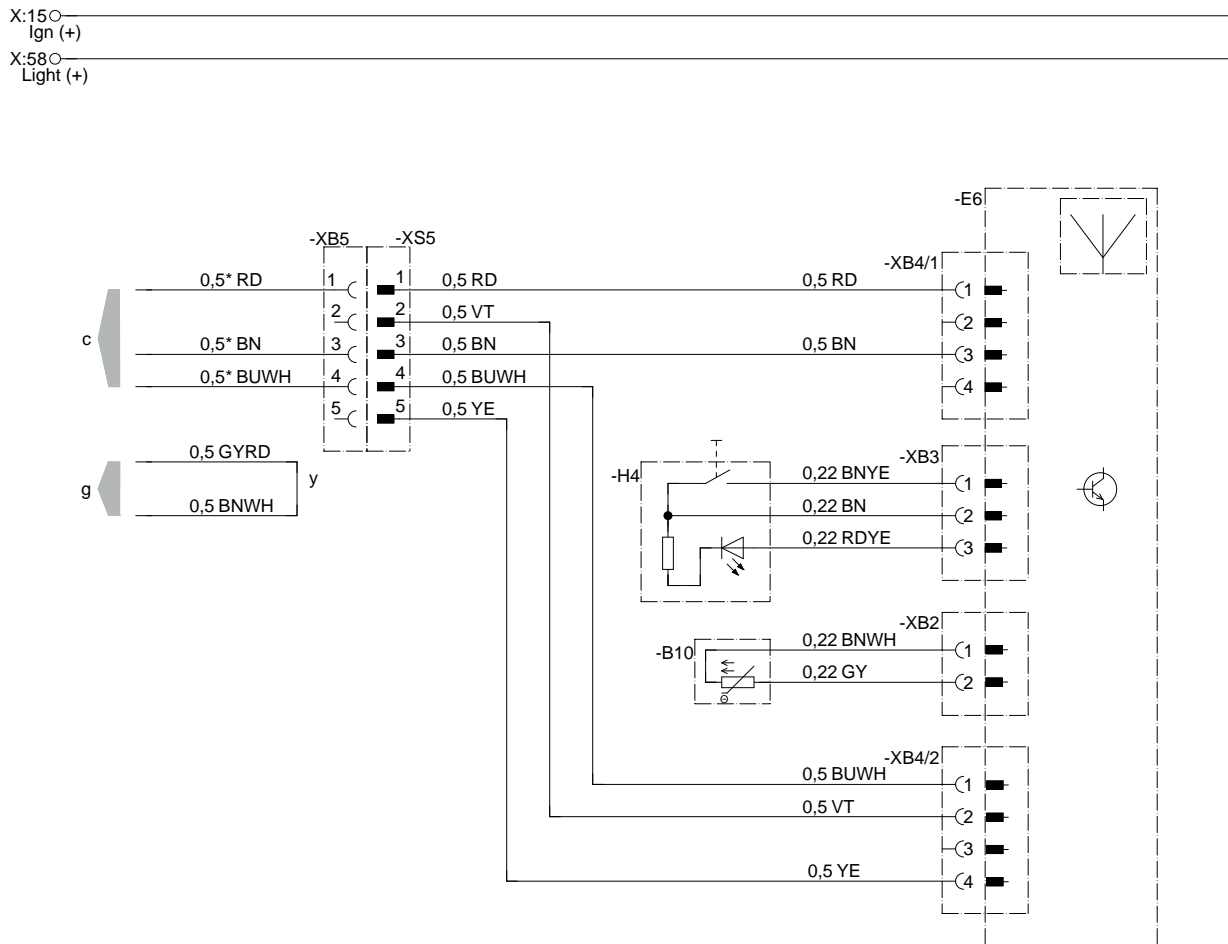 X:15
Ign (+)
X:58
Light (+)
-E6
-XB5 -XS5
-XB4/1
0,5* RD 1 1 0,5 RD 0,5 RD 1
2 2 0,5 VT 2
c 0,5* BN 3 3 0,5 BN 0,5 BN 3
0,5* BUWH 4 4 0,5 BUWH 4
5 5 0,5 YE
0,5 GYRD
g y
0,5 BNWH
-H4 -XB3
0,22 BNYE 1
0,22 BN 2
0,22 RDYE 3
-B10 -XB2
0,22 BNWH 1
0,22 GY 2
Θ
-XB4/2
0,5 BUWH 1
0,5 VT 2
3
0,5 YE 4